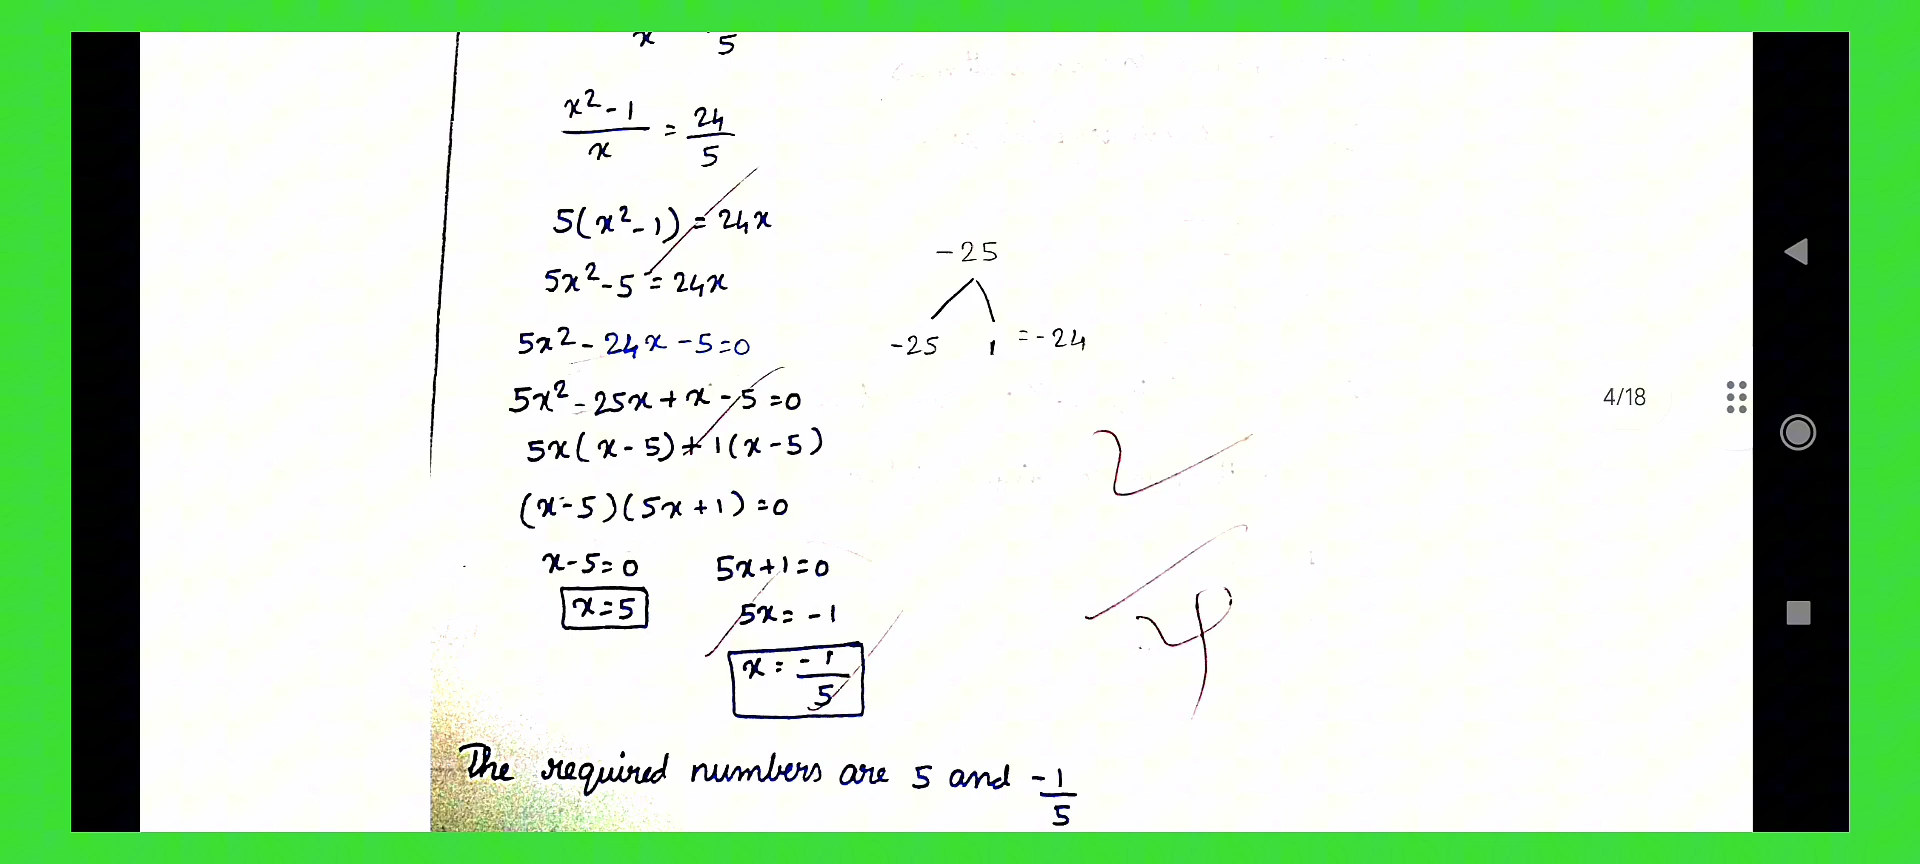 x 5
x²-1/x = 24/5
5(x²-1) = 24x
5x²-5 = 24x
-25
-25 1 = -24
5x² - 24x - 5=0
5x² - 25x + x - 5 =0
5x(x-5) + 1(x-5)
(x-5)(5x+1)=0
x-5=0 5x+1=0
x=5 5x = -1
x = -1/5
The required numbers are 5 and -1/5
4/18
2